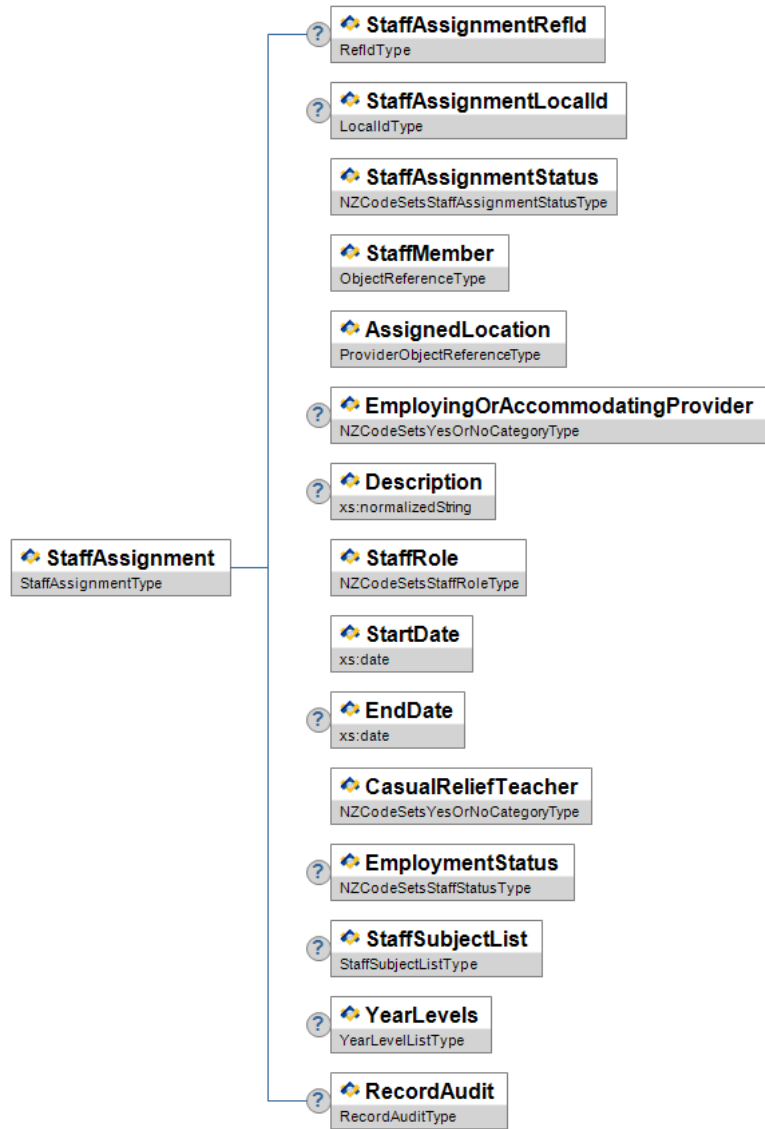 ?
StaffAssignmentRefId
RefIdType
?
StaffAssignmentLocalId
LocalIdType
StaffAssignmentStatus
NZCodeSetsStaffAssignmentStatusType
StaffMember
ObjectReferenceType
AssignedLocation
ProviderObjectReferenceType
?
EmployingOrAccommodatingProvider
NZCodeSetsYesOrNoCategoryType
?
Description
xs:normalizedString
StaffAssignment
StaffAssignmentType
StaffRole
NZCodeSetsStaffRoleType
StartDate
xs:date
?
EndDate
xs:date
CasualReliefTeacher
NZCodeSetsYesOrNoCategoryType
?
EmploymentStatus
NZCodeSetsStaffStatusType
?
StaffSubjectList
StaffSubjectListType
?
YearLevels
YearLevelListType
?
RecordAudit
RecordAuditType